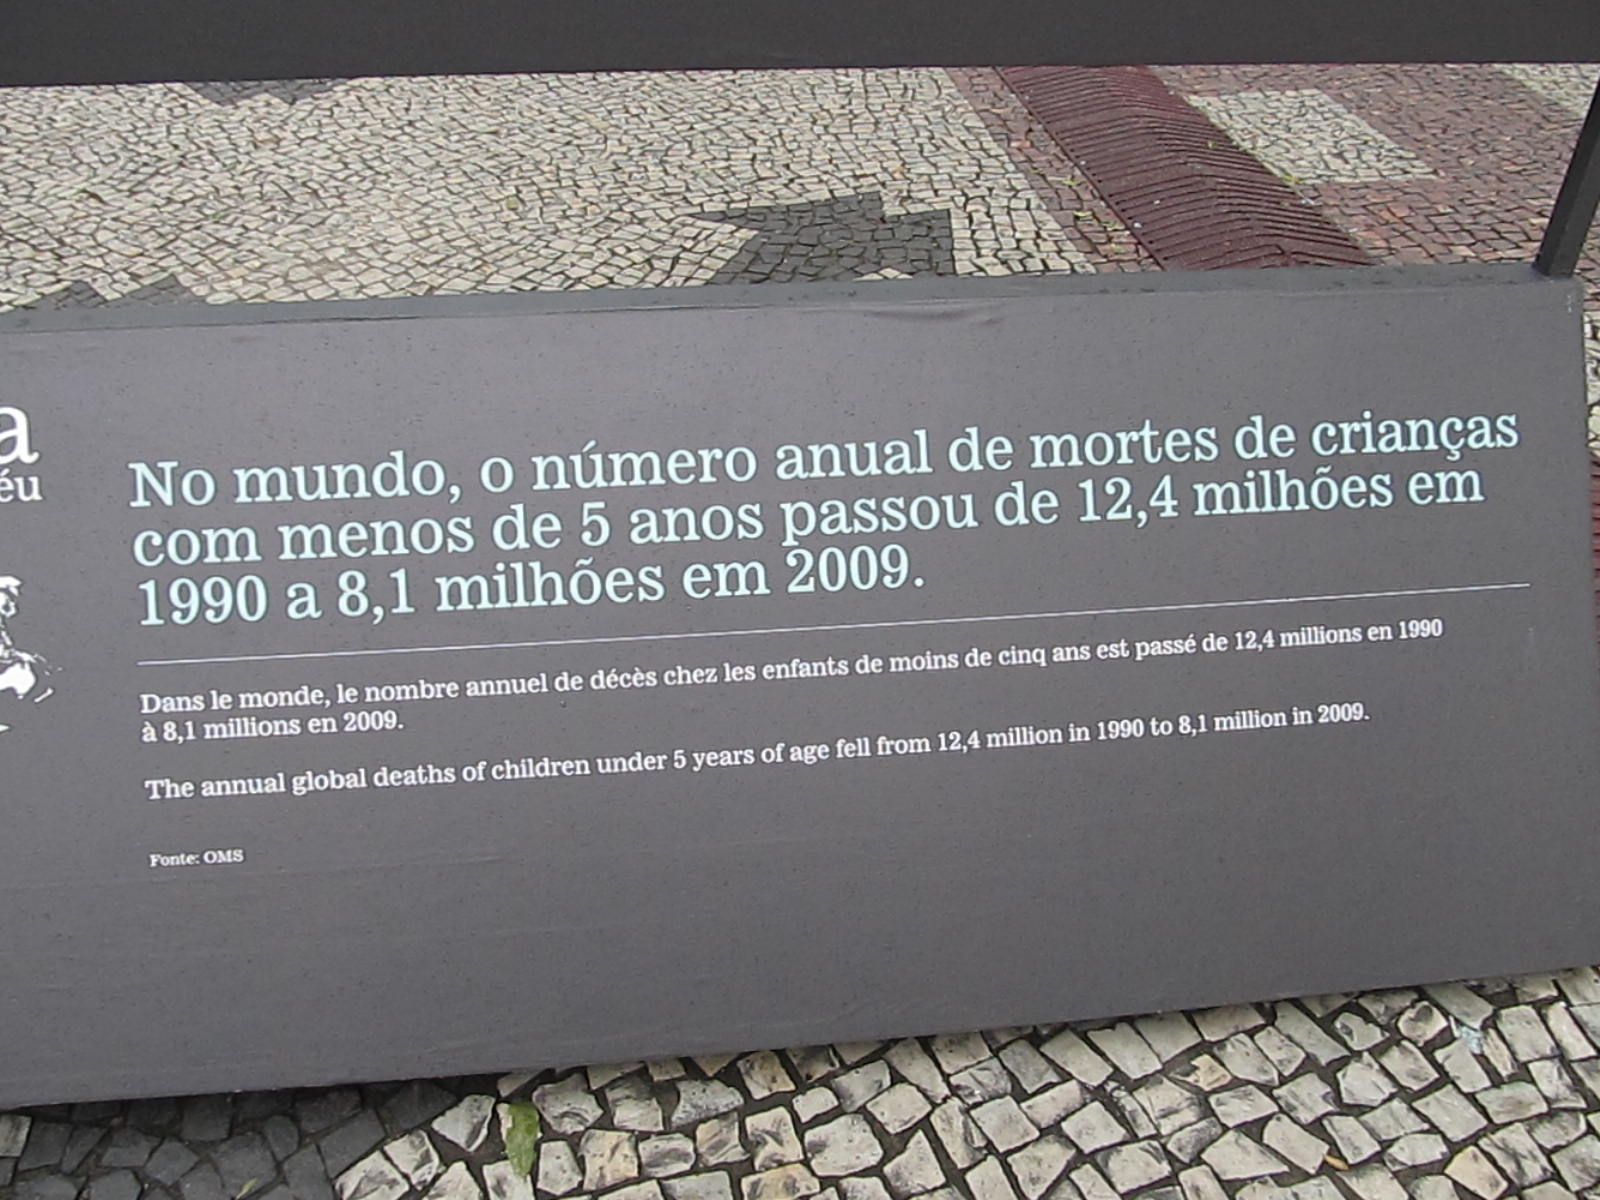 a
éu
No mundo, o número anual de mortes de crianças
com menos de 5 anos passou de 12,4 milhões em
1990 a 8,1 milhões em 2009.
Dans le monde, le nombre annuel de décès chez les enfants de moins de cinq ans est passé de 12,4 millions en 1990
à 8,1 millions en 2009.
The annual global deaths of children under 5 years of age fell from 12,4 million in 1990 to 8,1 million in 2009.
Fonte: OMS